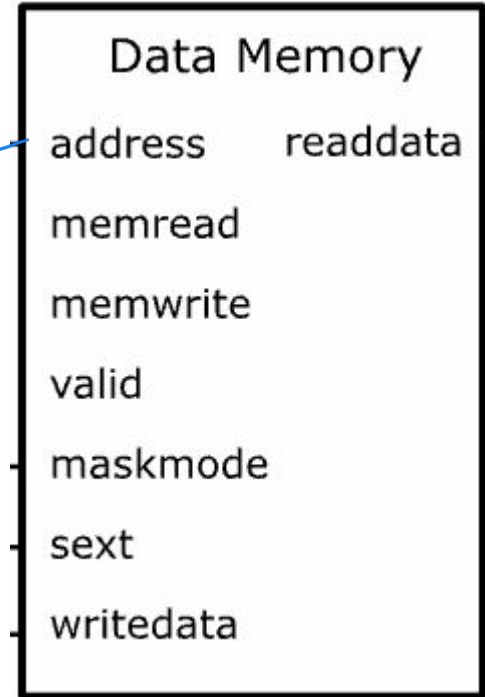 Data Memory
address readdata
memread
memwrite
valid
maskmode
sext
writedata